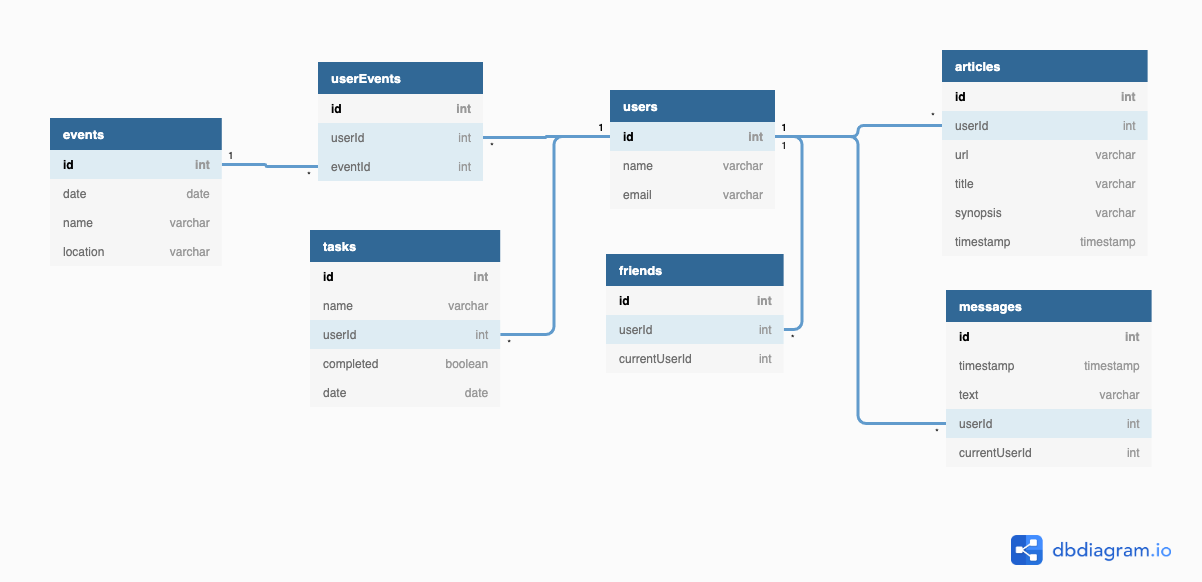 events
id int
date date
name varchar
location varchar
1
*
userEvents
id int
userId int
eventId int
*
tasks
id int
name varchar
userId int
completed boolean
date date
*
1
users
id int
name varchar
email varchar
1
1
friends
id int
userId int
currentUserId int
*
*
articles
id int
userId int
url varchar
title varchar
synopsis varchar
timestamp timestamp
messages
id int
timestamp timestamp
text varchar
userId int
currentUserId int
*
dbdiagram.io